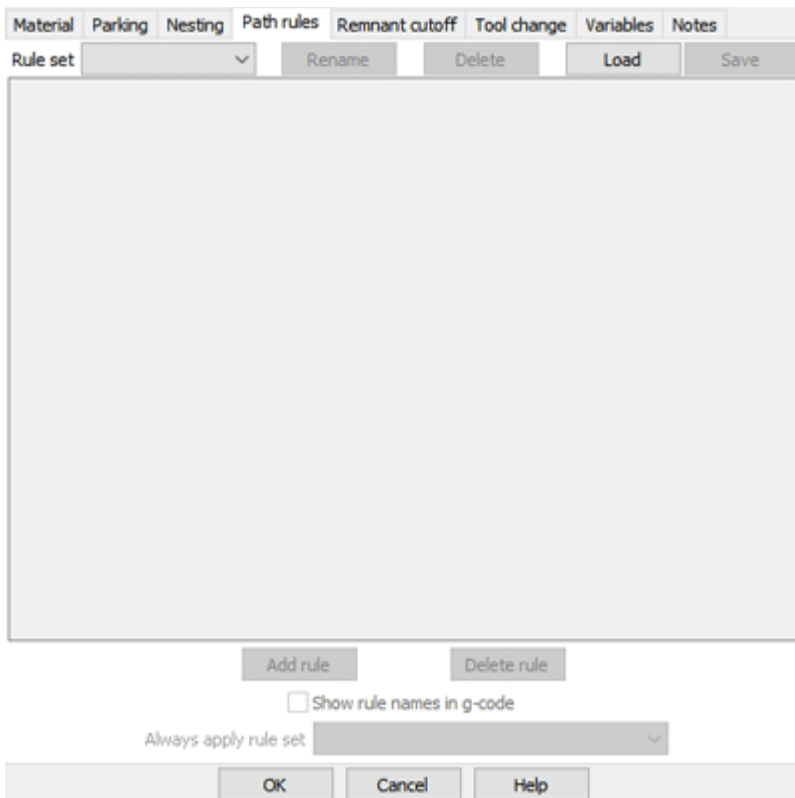 Material Parking Nesting Path rules Remnant cutoff Tool change Variables Notes
Rule set Rename Delete Load Save
Add rule Delete rule
Show rule names in g-code
Always apply rule set
OK Cancel Help